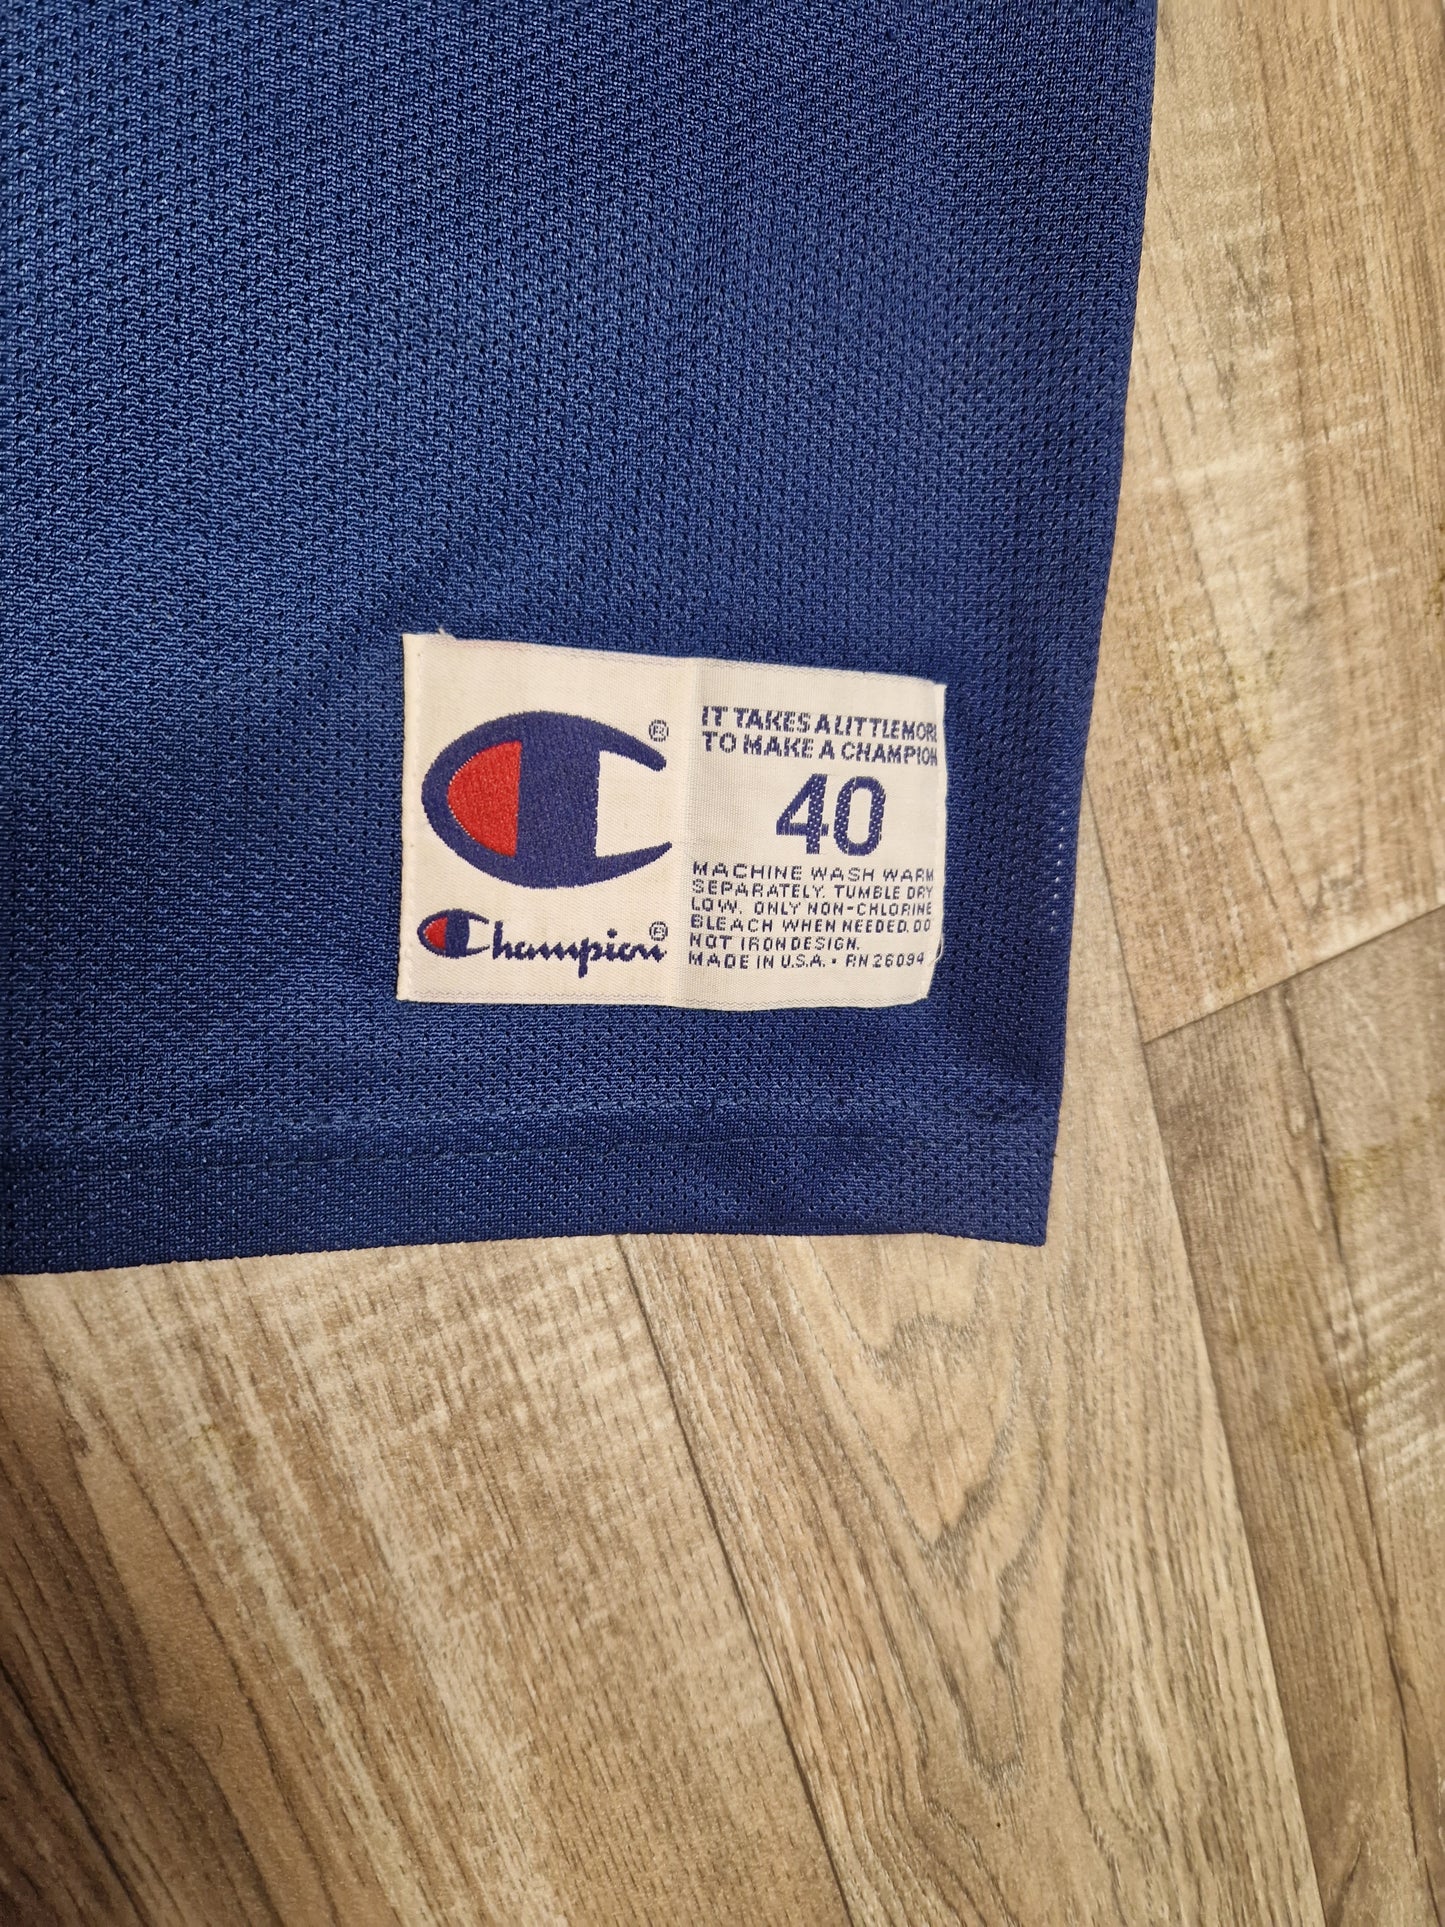 IT TAKES A LITTLE MORE
TO MAKE A CHAMPION
40
MACHINE WASH WARM
SEPARATELY. TUMBLE DRY
LOW. ONLY NON-CHLORINE
BLEACH WHEN NEEDED. DO
NOT IRON DESIGN.
MADE IN U.S.A. • RN 26094
®
Champion®